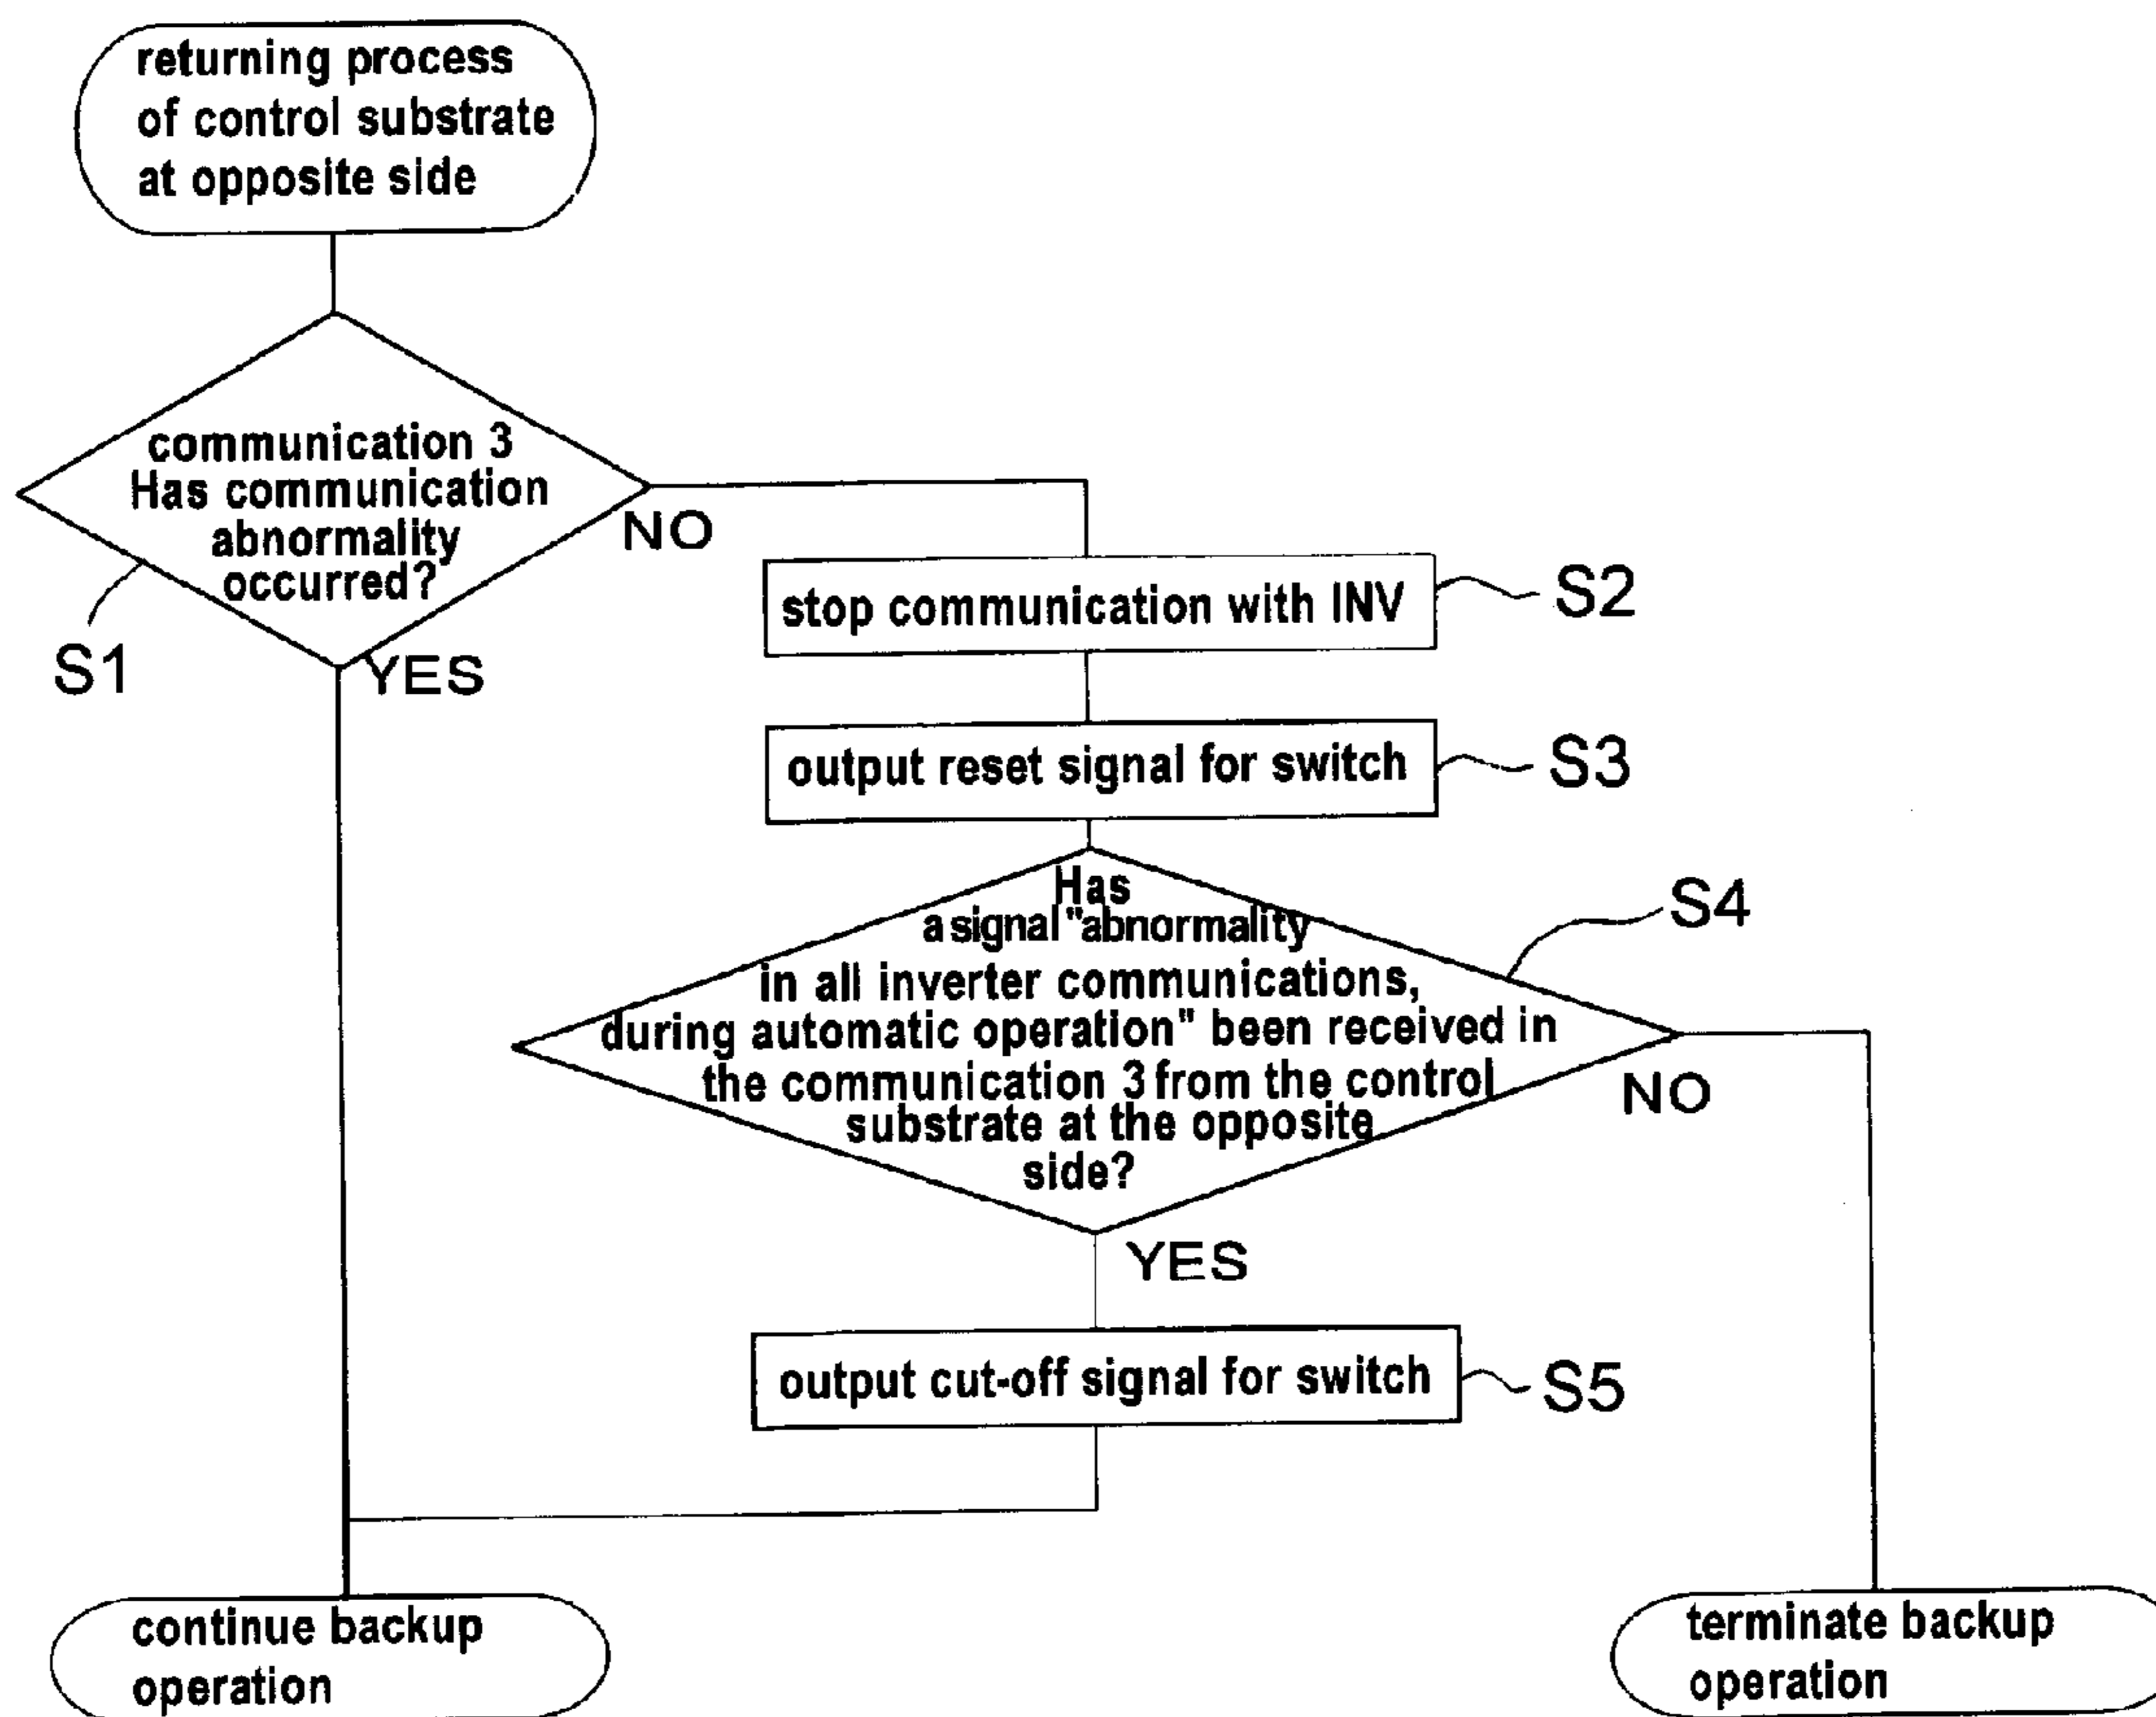 returning process
of control substrate
at opposite side
communication 3
Has communication
abnormality
occurred?
NO
S1
YES
stop communication with INV
S2
output reset signal for switch
S3
Has
a signal "abnormality
in all inverter communications,
during automatic operation" been received in
the communication 3 from the control
substrate at the opposite
side?
S4
NO
YES
output cut-off signal for switch
S5
continue backup
operation
terminate backup
operation